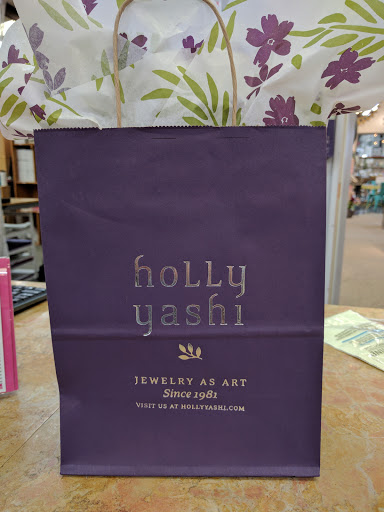 holly
yashi
JEWELRY AS ART
Since 1981
VISIT US AT HOLLYYASHI.COM